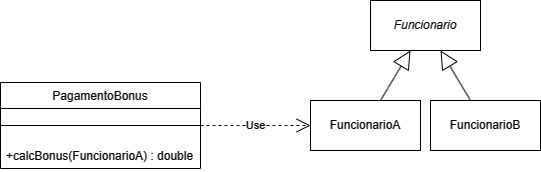 Funcionario
PagamentoBonus
+calcBonus(FuncionarioA) : double
Use
FuncionarioA
FuncionarioB